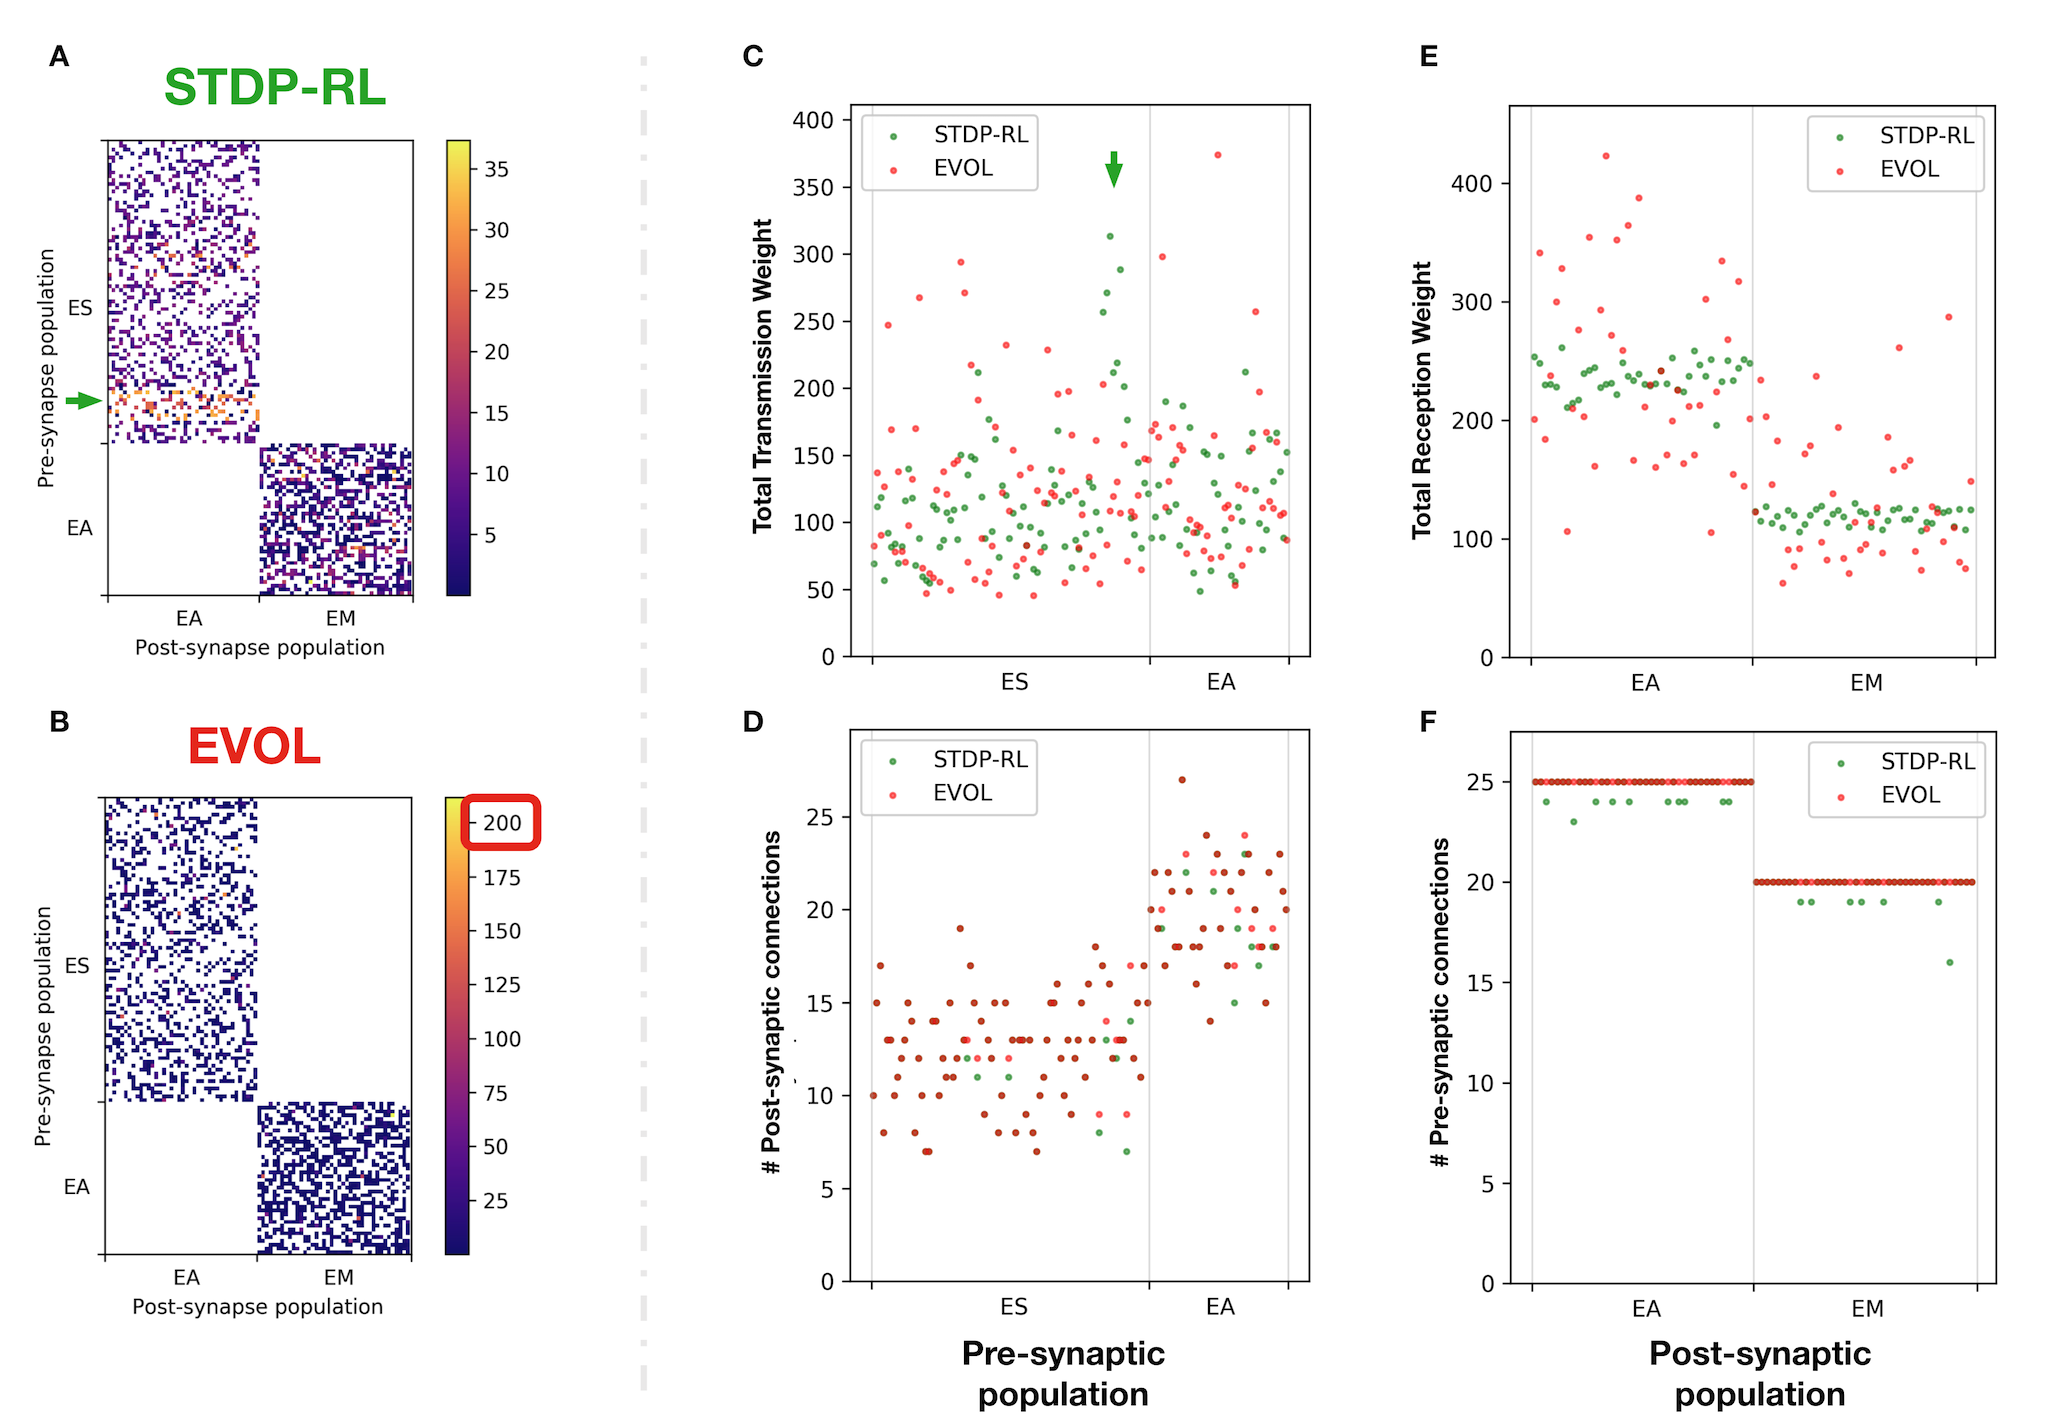 A
STDP-RL
Pre-synapse population
ES
EA
EA
EM
Post-synapse population
35
30
25
20
15
10
5
B
EVOL
Pre-synapse population
ES
EA
EA
EM
Post-synapse population
200
175
150
125
100
75
50
25
C
Total Transmission Weight
400
350
300
250
200
150
100
50
0
STDP-RL
EVOL
ES
EA
D
# Post-synaptic connections
25
20
15
10
5
0
STDP-RL
EVOL
ES
EA
Pre-synaptic
population
E
Total Reception Weight
400
300
200
100
0
STDP-RL
EVOL
EA
EM
F
# Pre-synaptic connections
25
20
15
10
5
0
STDP-RL
EVOL
EA
EM
Post-synaptic
population